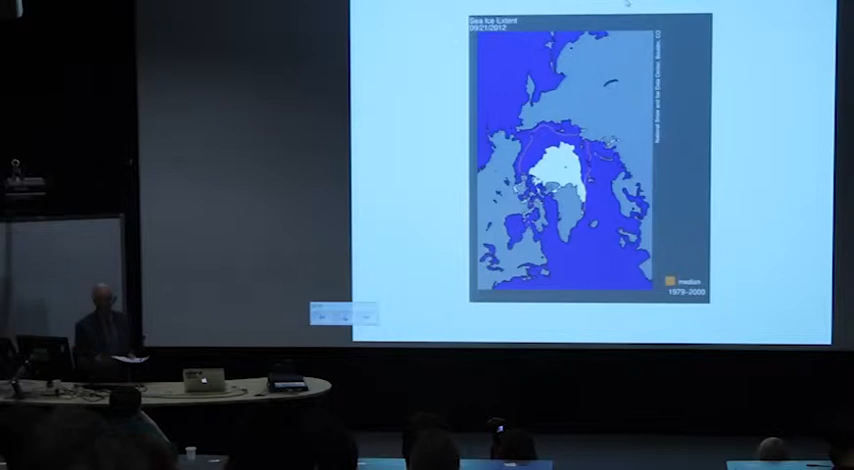 Sea Ice Extent
09/21/2012
National Snow and Ice Data Center, Boulder, CO
median
1979-2000